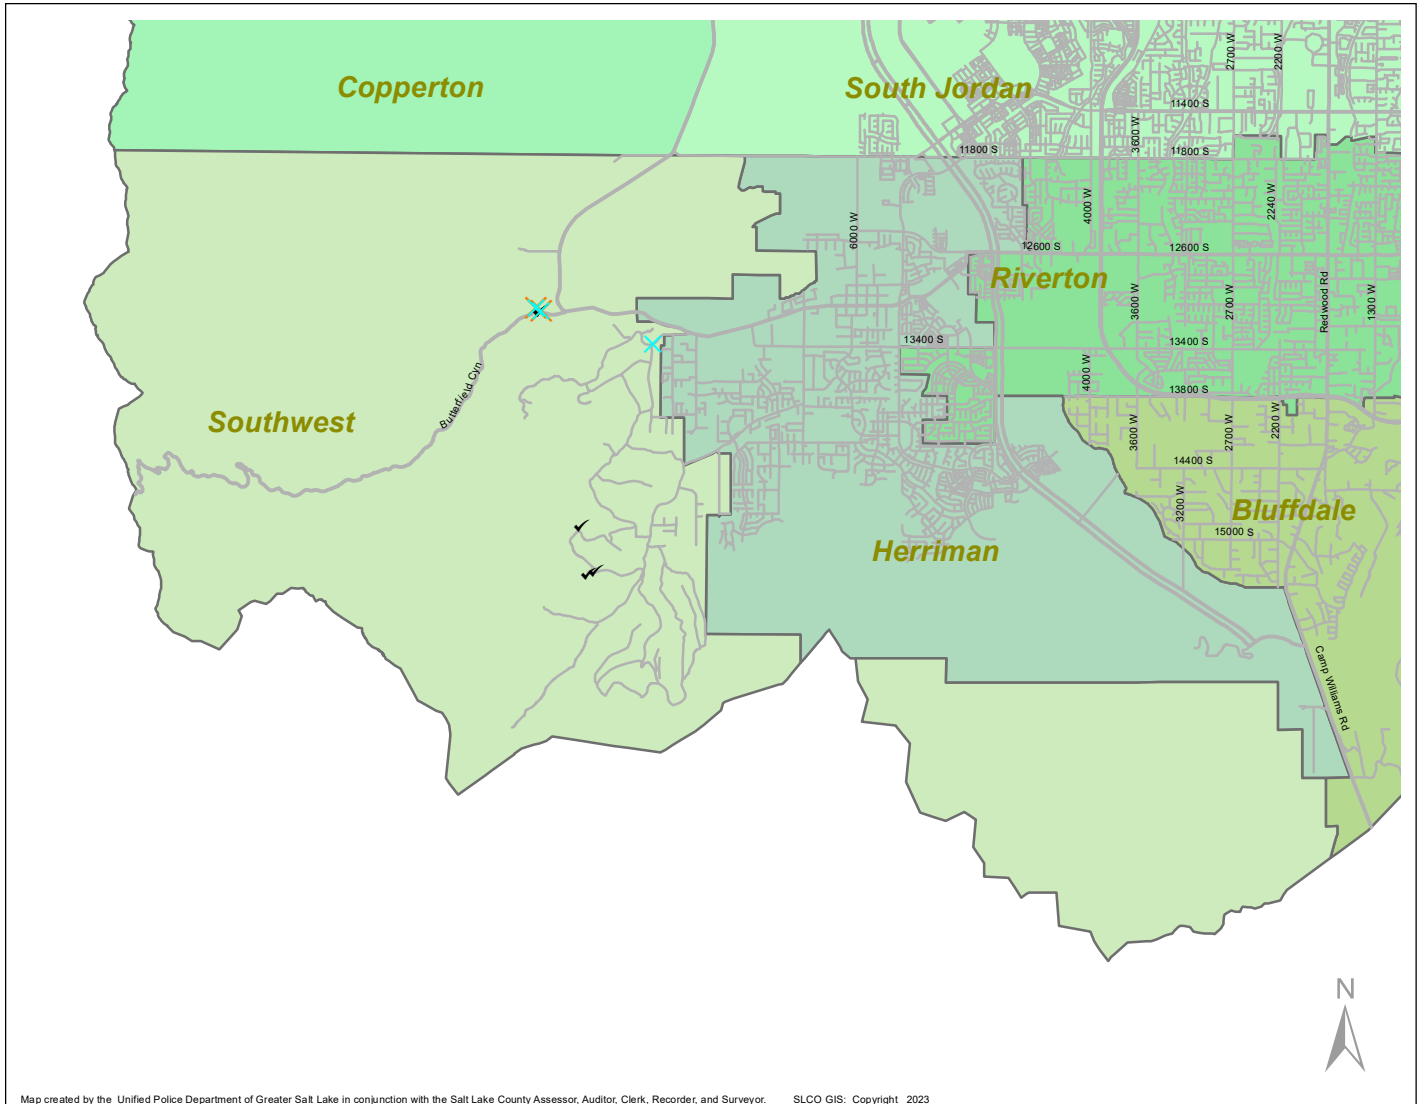 Copperton
South Jordan
2700 W
2200 W
11400 S
3600 W
11800 S
11800 S
4000 W
2240 W
6000 W
12600 S
12600 S
Riverton
3600 W
2700 W
Redwood Rd
1300 W
13400 S
13400 S
4000 W
13800 S
Butterfield Cyn
Southwest
3600 W
2700 W
2200 W
14400 S
3200 W
Bluffdale
15000 S
Herriman
Camp Williams Rd
N
Map created by the Unified Police Department of Greater Salt Lake in conjunction with the Salt Lake County Assessor, Auditor, Clerk, Recorder, and Surveyor. SLCO GIS: Copyright 2023